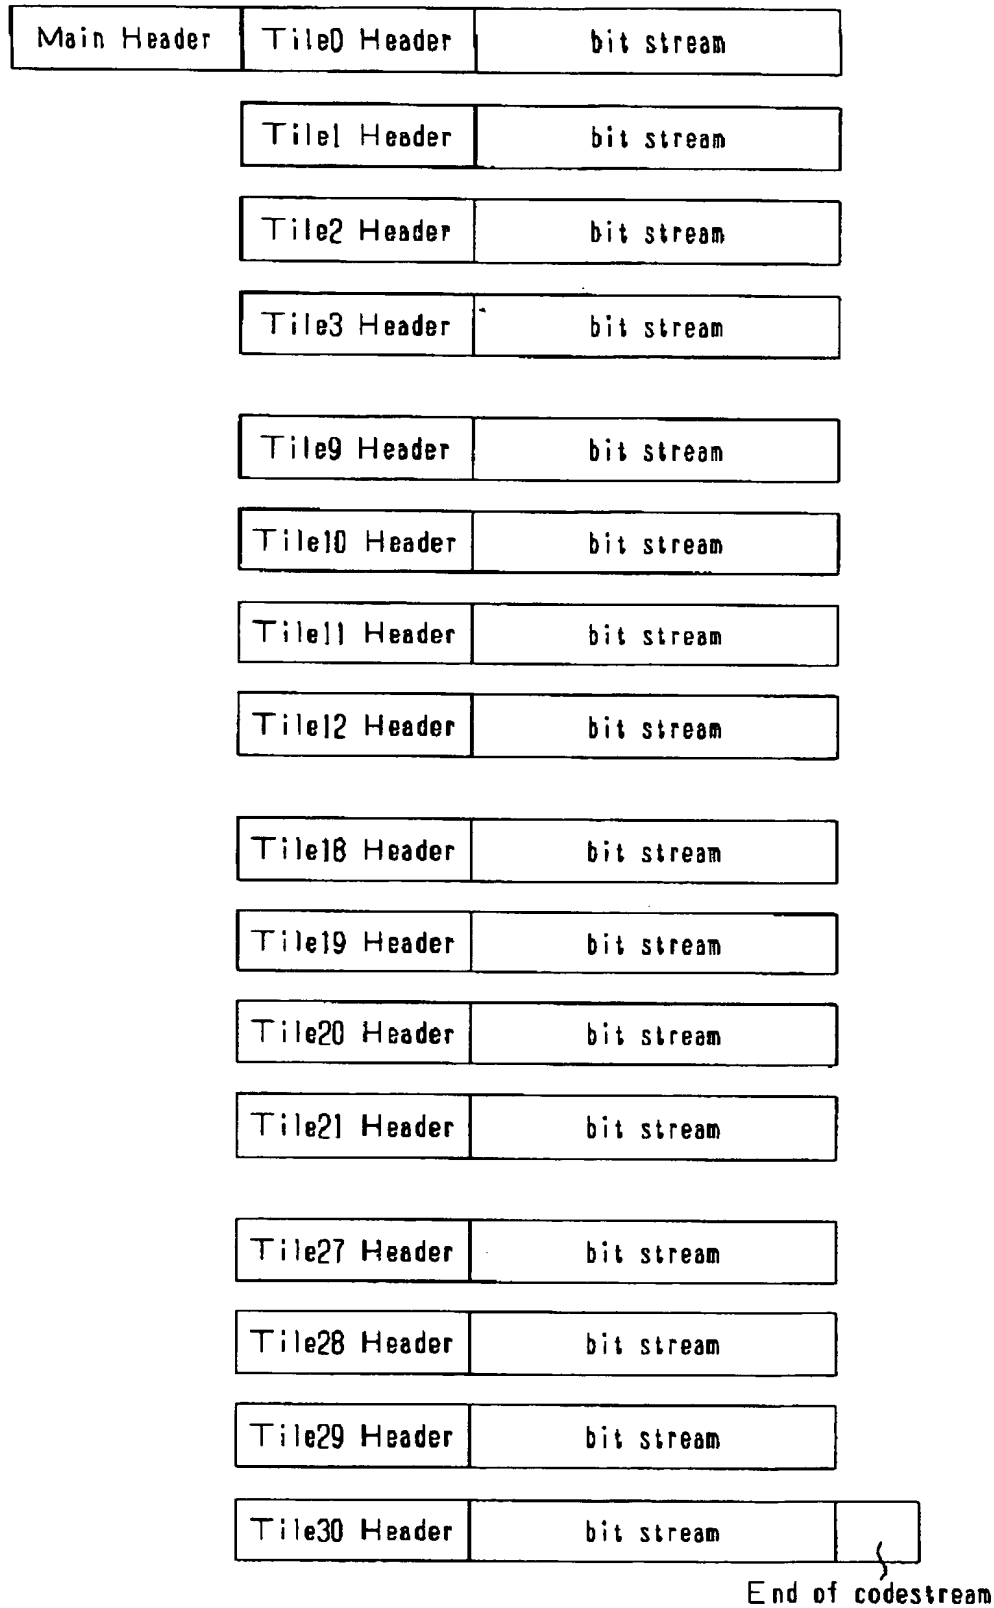 Main Header Tile0 Header bit stream
Tile1 Header bit stream
Tile2 Header bit stream
Tile3 Header bit stream
Tile9 Header bit stream
Tile10 Header bit stream
Tile11 Header bit stream
Tile12 Header bit stream
Tile18 Header bit stream
Tile19 Header bit stream
Tile20 Header bit stream
Tile21 Header bit stream
Tile27 Header bit stream
Tile28 Header bit stream
Tile29 Header bit stream
Tile30 Header bit stream
End of codestream